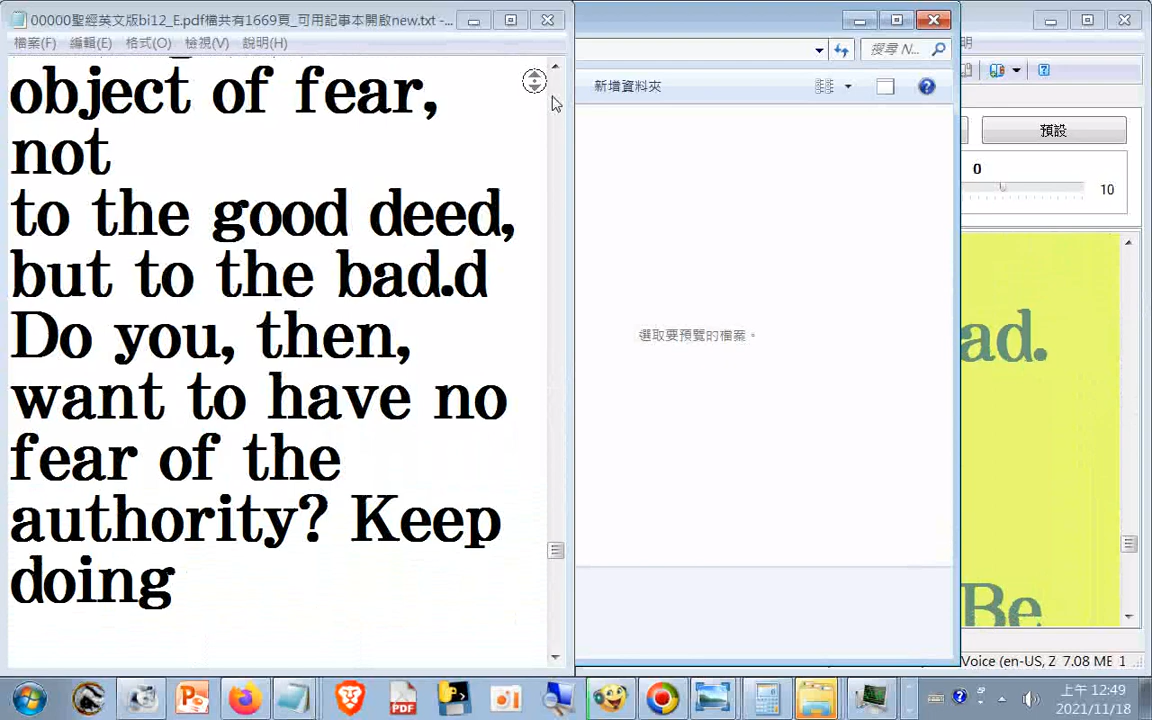 00000聖經英文版bi12_E.pdf檔共有1669頁_可用記事本開啟new.txt -...
檔案(F) 編輯(E) 格式(O) 檢視(V) 說明(H)
object of fear,
not
to the good deed,
but to the bad.d
Do you, then,
want to have no
fear of the
authority? Keep
doing
搜尋 N...
新增資料夾
選取要預覽的檔案。
明
預設
0
10
ad.
Be
Voice (en-US, Z 7.08 ME 1
上午 12:49
2021/11/18